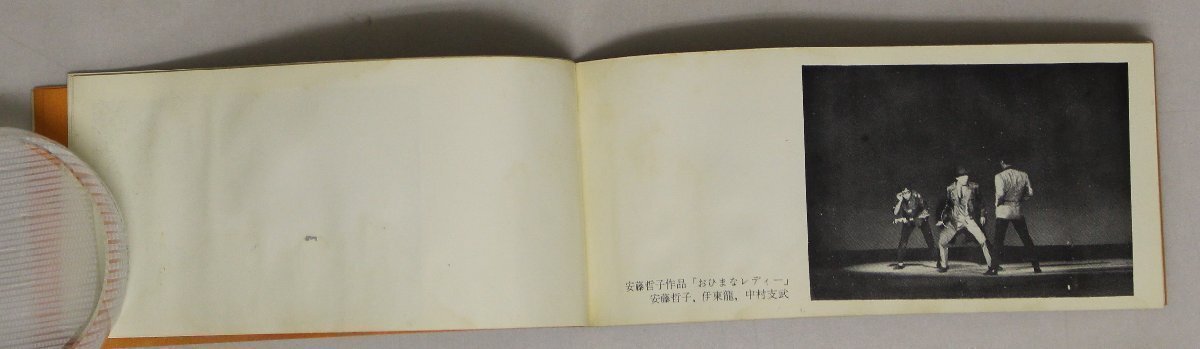 安藤哲子作品「おひまなレディー」
安藤哲子、伊東龍，中村支武